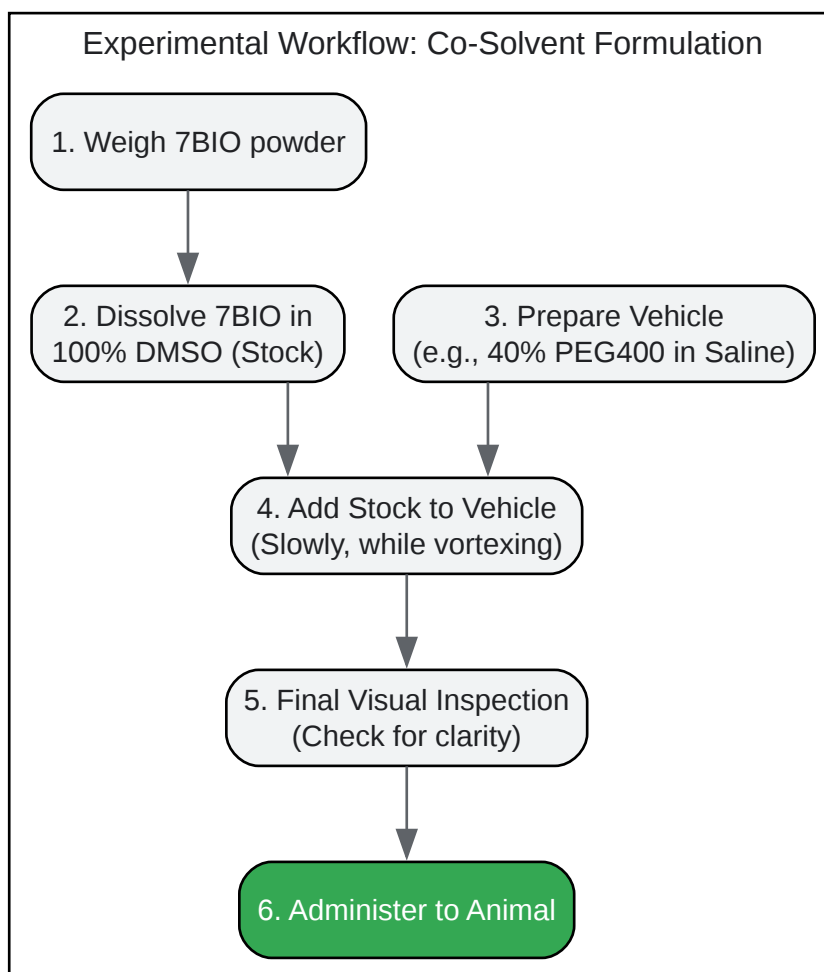 Experimental Workflow: Co-Solvent Formulation
1. Weigh 7BIO powder
2. Dissolve 7BIO in
100% DMSO (Stock)
3. Prepare Vehicle
(e.g., 40% PEG400 in Saline)
4. Add Stock to Vehicle
(Slowly, while vortexing)
5. Final Visual Inspection
(Check for clarity)
6. Administer to Animal